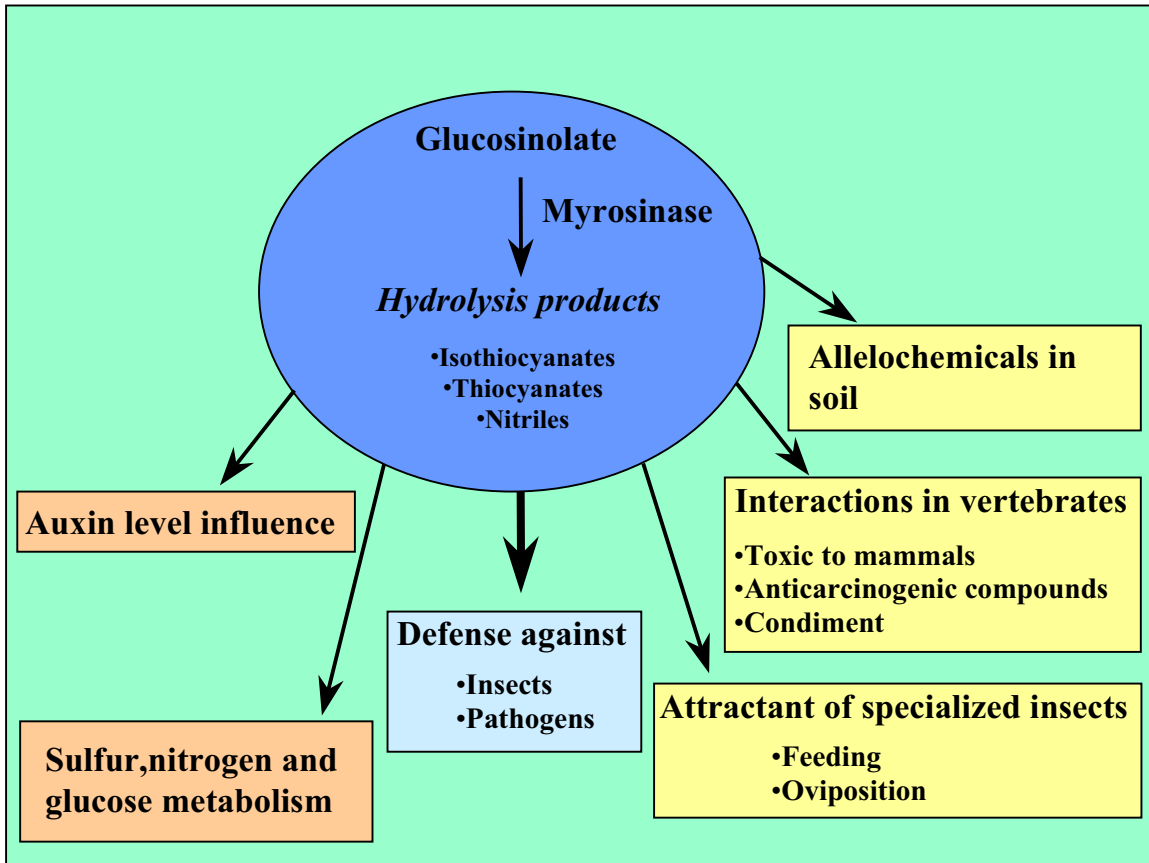 Glucosinolate
Myrosinase
Hydrolysis products
•Isothiocyanates
•Thiocyanates
•Nitriles
Allelochemicals in
soil
Auxin level influence
Interactions in vertebrates
•Toxic to mammals
•Anticarcinogenic compounds
•Condiment
Defense against
•Insects
•Pathogens
Attractant of specialized insects
•Feeding
•Oviposition
Sulfur,nitrogen and
glucose metabolism